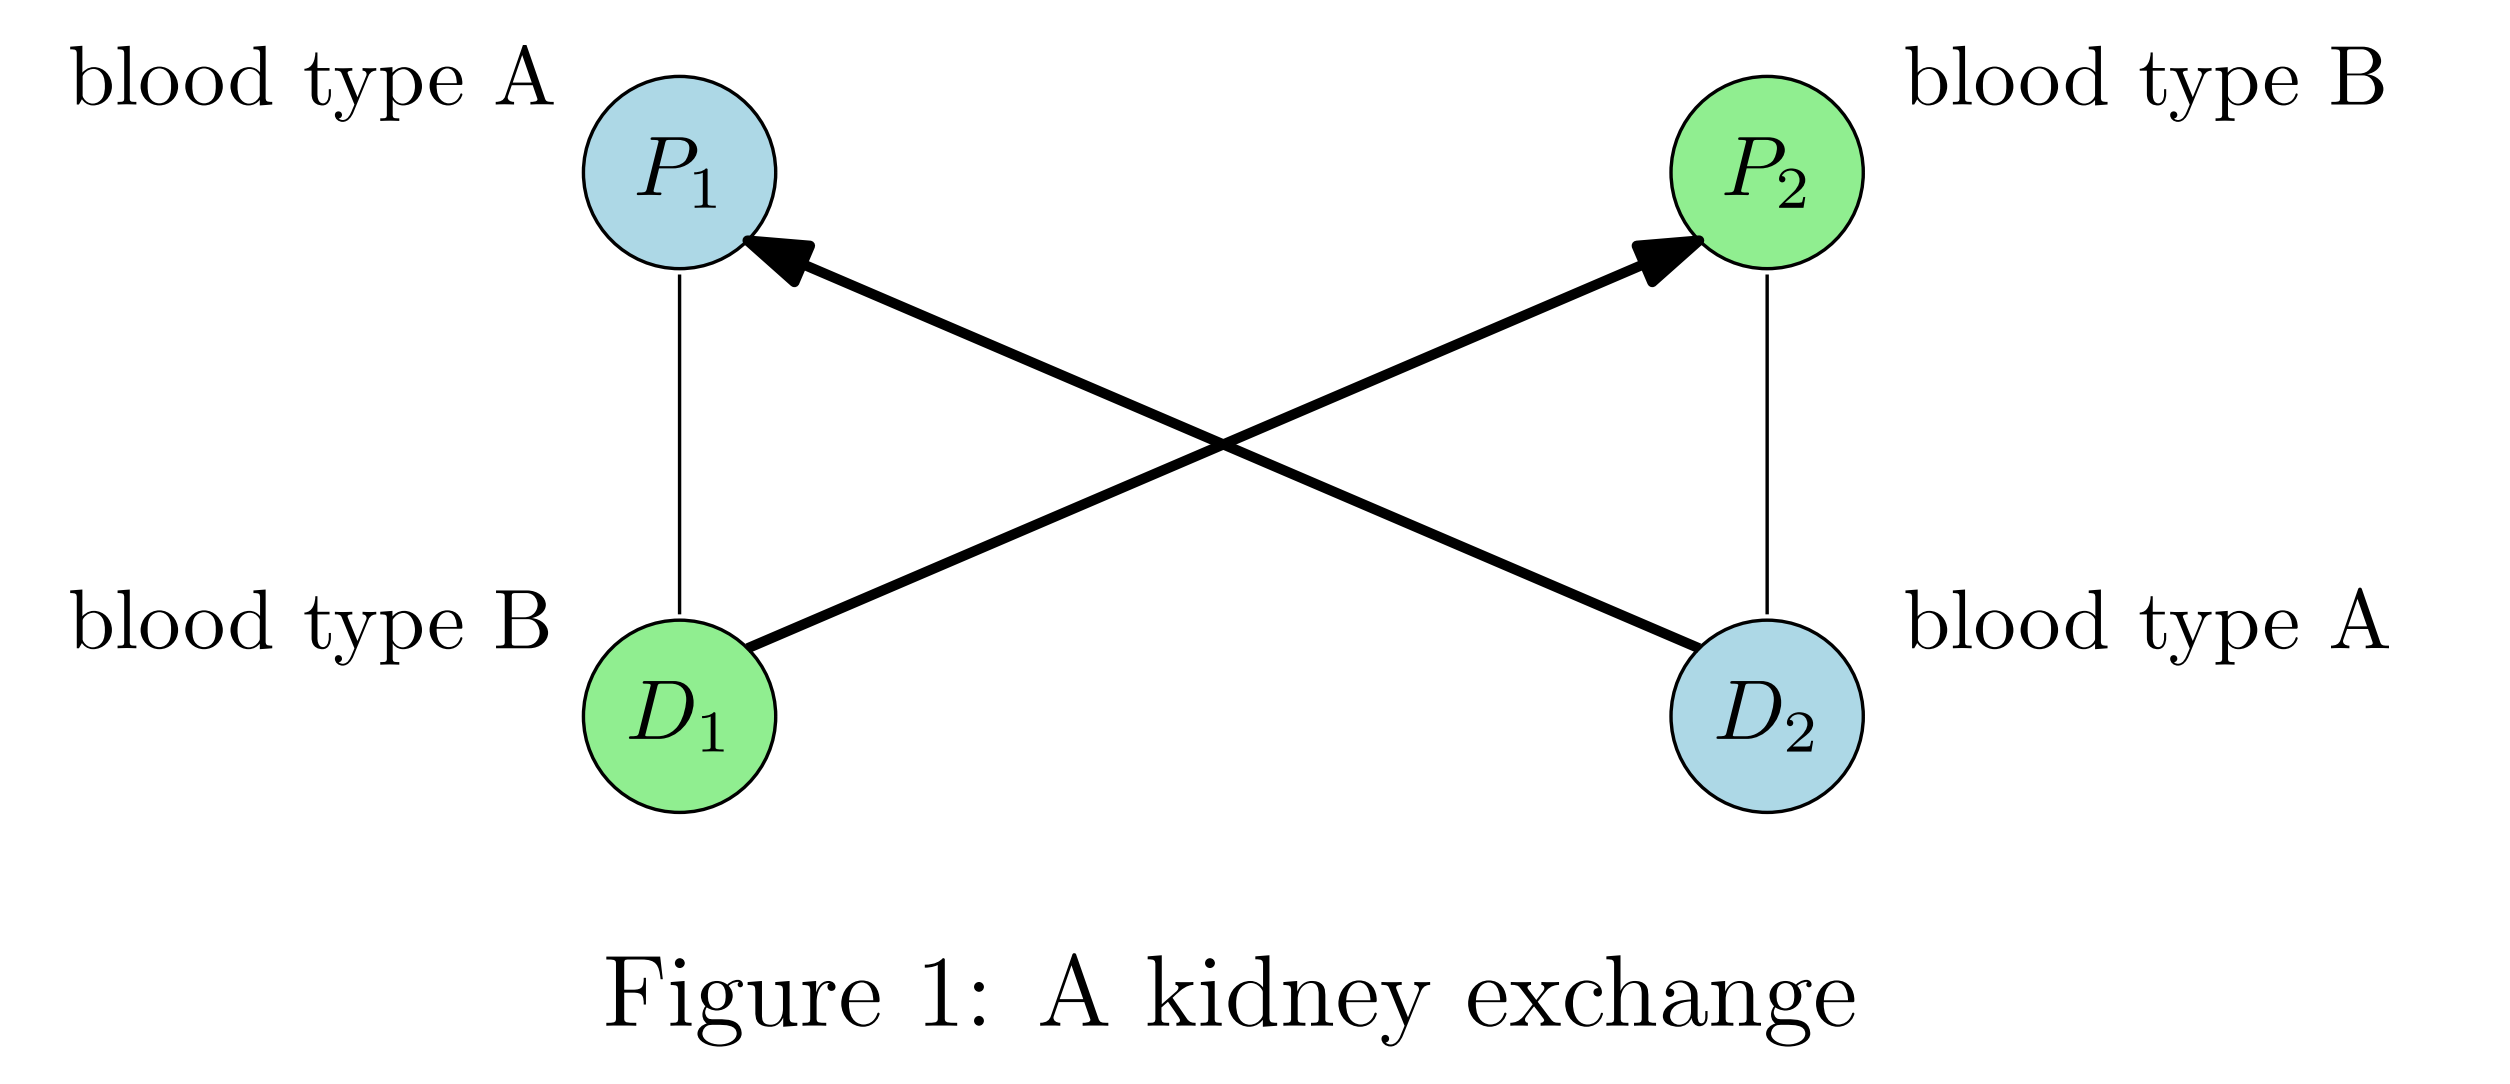 blood type A
P₁
P₂
blood type B
blood type B
D₁
D₂
blood type A
Figure 1: A kidney exchange